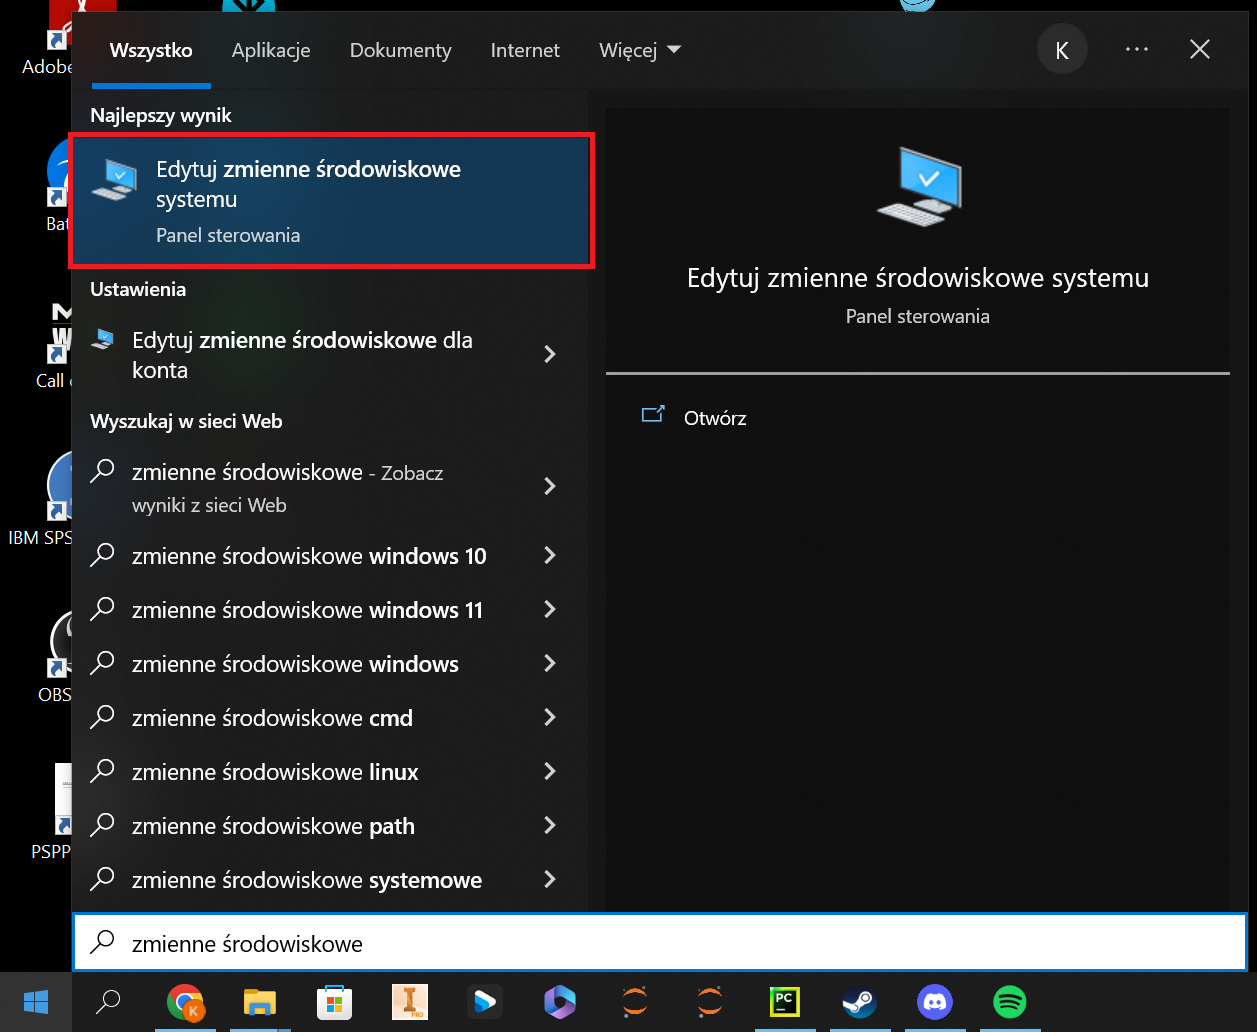 Wszystko
Aplikacje
Dokumenty
Internet
Więcej
K
Adobe
Najlepszy wynik
Edytuj zmienne środowiskowe
systemu
Panel sterowania
Edytuj zmienne środowiskowe systemu
Panel sterowania
Otwórz
Bat
Ustawienia
Edytuj zmienne środowiskowe dla
konta
Call
Wyszukaj w sieci Web
zmienne środowiskowe - Zobacz
wyniki z sieci Web
IBM SPS
zmienne środowiskowe windows 10
zmienne środowiskowe windows 11
zmienne środowiskowe windows
OBS
zmienne środowiskowe cmd
zmienne środowiskowe linux
zmienne środowiskowe path
PSPP
zmienne środowiskowe systemowe
zmienne środowiskowe
K
I
PRO
PC